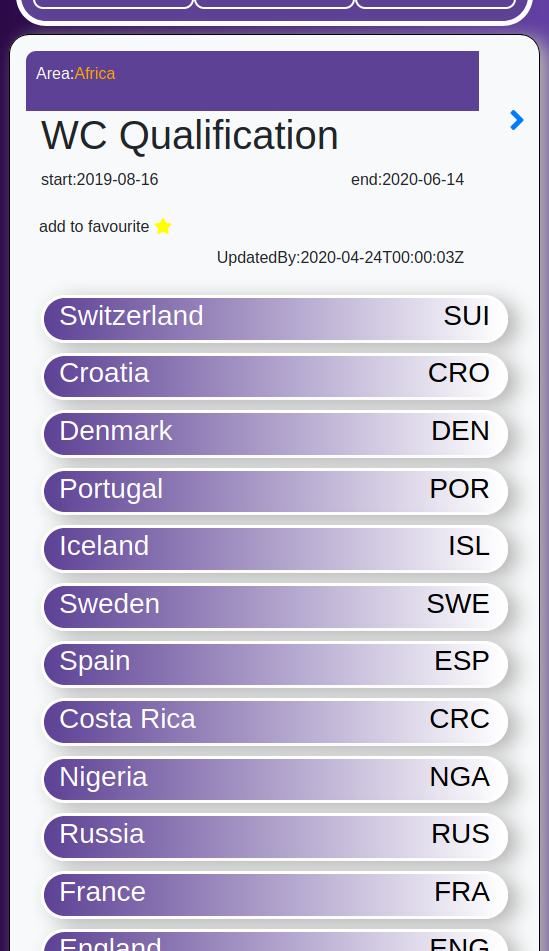 Area:Africa
WC Qualification
start:2019-08-16 end:2020-06-14
add to favourite
UpdatedBy:2020-04-24T00:00:03Z
Switzerland SUI
Croatia CRO
Denmark DEN
Portugal POR
Iceland ISL
Sweden SWE
Spain ESP
Costa Rica CRC
Nigeria NGA
Russia RUS
France FRA
England ENG